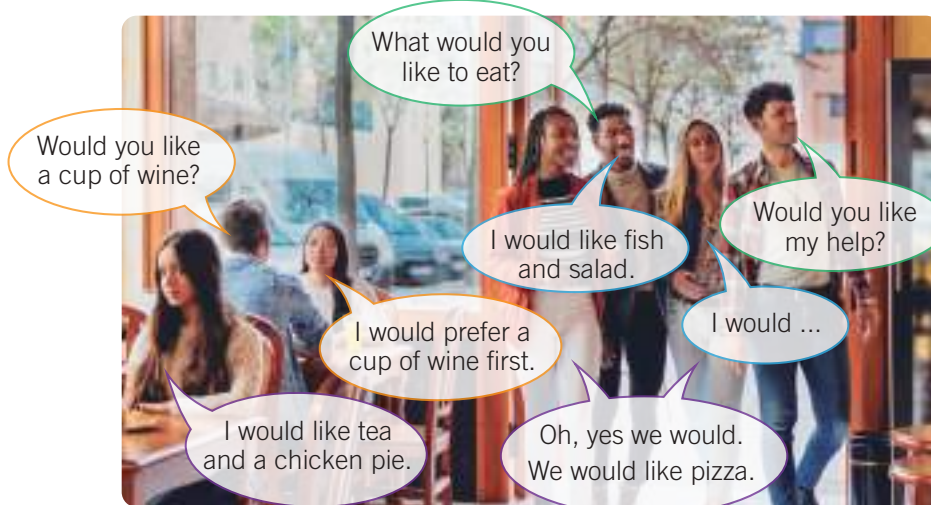 What would you
like to eat?
Would you like
a cup of wine?
I would like fish
and salad.
Would you like
my help?
I would prefer a
cup of wine first.
I would ...
I would like tea
and a chicken pie.
Oh, yes we would.
We would like pizza.